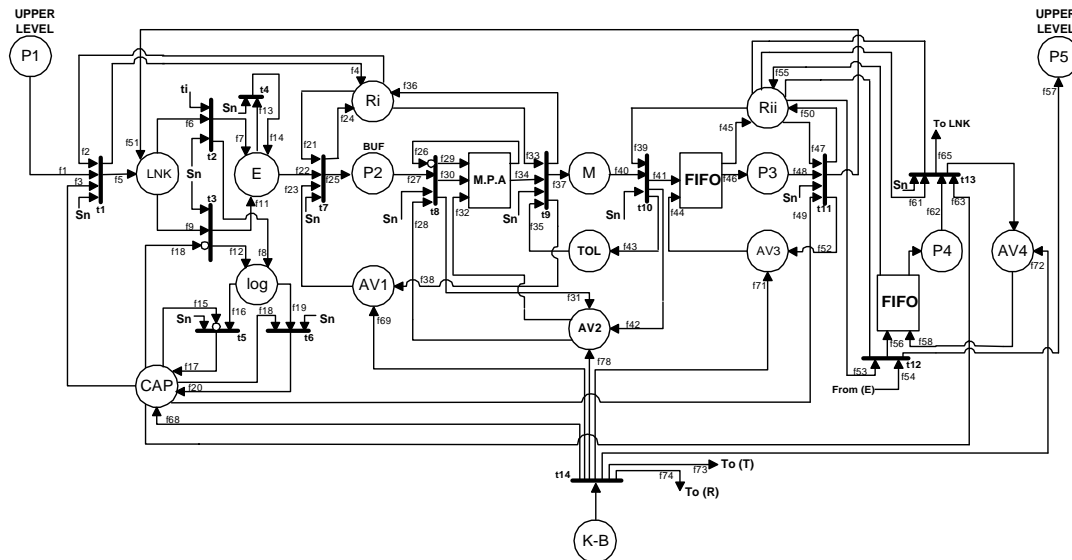 UPPER
LEVEL
P1
UPPER
LEVEL
P5
f57
f51
f2
f1
f3
f5
Sn
t1
LNK
ti
f6
t2
Sn
t3
f9
f18
f12
f7
Sn
t4
f13
f14
E
f11
f8
log
f15
Sn
f16
t5
f17
f18
f19
Sn
t6
f20
CAP
f68
f4
Ri
f36
f24
f21
f22
f23
f25
Sn
t7
BUF
P2
f26
f27
f29
f30
Sn
t8
f28
f32
M.P.A
f33
f34
Sn
f35
t9
f37
M
f38
AV1
f69
f31
AV2
f42
f78
TOL
f43
f39
f40
f41
Sn
t10
f44
FIFO
f45
f46
P3
Rii
f55
f50
f47
f48
Sn
f49
t11
f52
AV3
f71
To LNK
f65
Sn
t13
f61
f62
f63
P4
AV4
f72
FIFO
f56
f58
t12
f53
f54
From (E)
t14
f73
To (T)
f74
To (R)
K-B